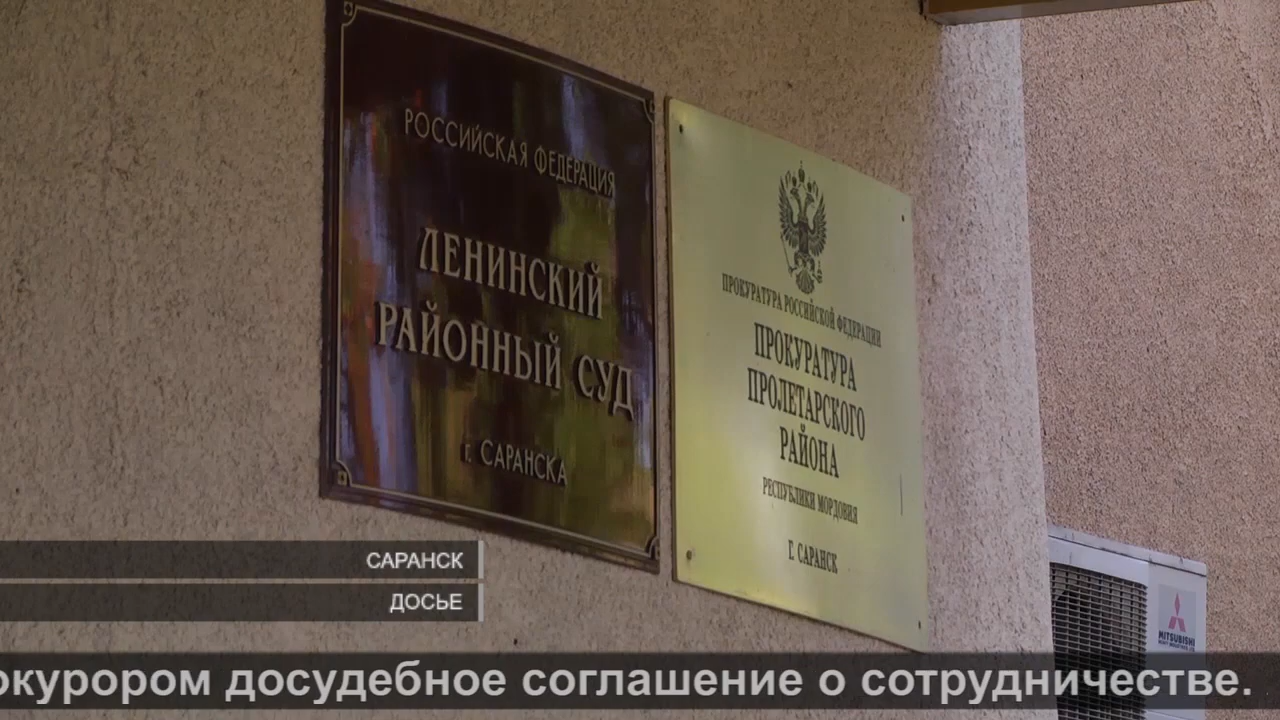 РОССИЙСКАЯ ФЕДЕРАЦИЯ
ЛЕНИНСКИЙ
РАЙОННЫЙ СУД
г. САРАНСКА
ПРОКУРАТУРА РОССИЙСКОЙ ФЕДЕРАЦИИ
ПРОКУРАТУРА
ПРОЛЕТАРСКОГО
РАЙОНА
РЕСПУБЛИКИ МОРДОВИЯ
Г. САРАНСК
MITSUBISHI
САРАНСК
ДОСЬЕ
окурором досудебное соглашение о сотрудничестве.